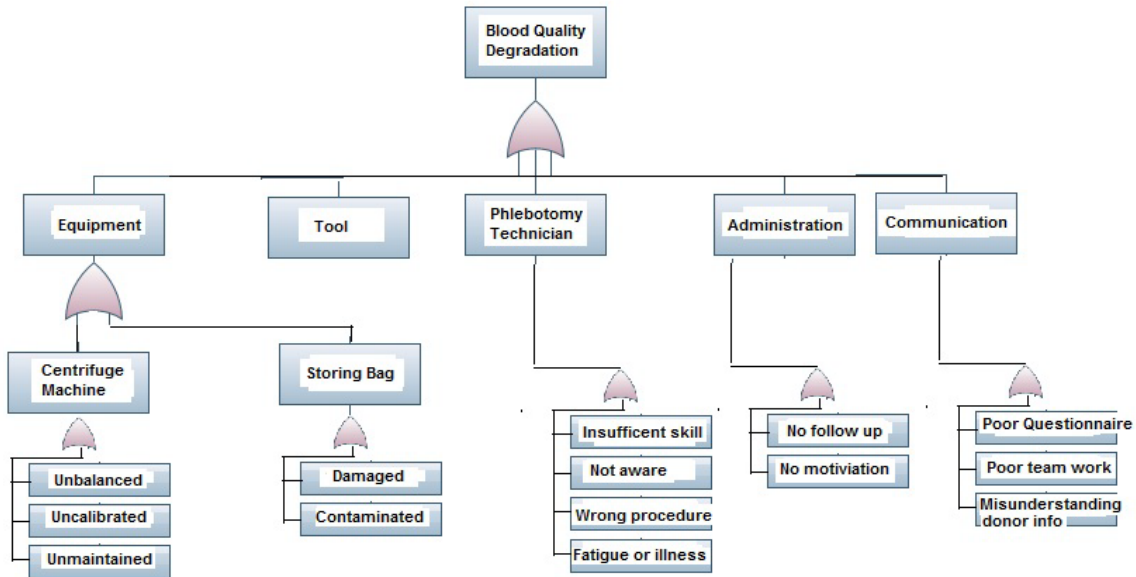 Blood Quality
Degradation
Equipment
Tool
Phlebotomy
Technician
Administration
Communication
Centrifuge
Machine
Storing Bag
Unbalanced
Uncalibrated
Unmaintained
Damaged
Contaminated
Insufficent skill
Not aware
Wrong procedure
Fatigue or illness
No follow up
No motiviation
Poor Questionnaire
Poor team work
Misunderstanding
donor info